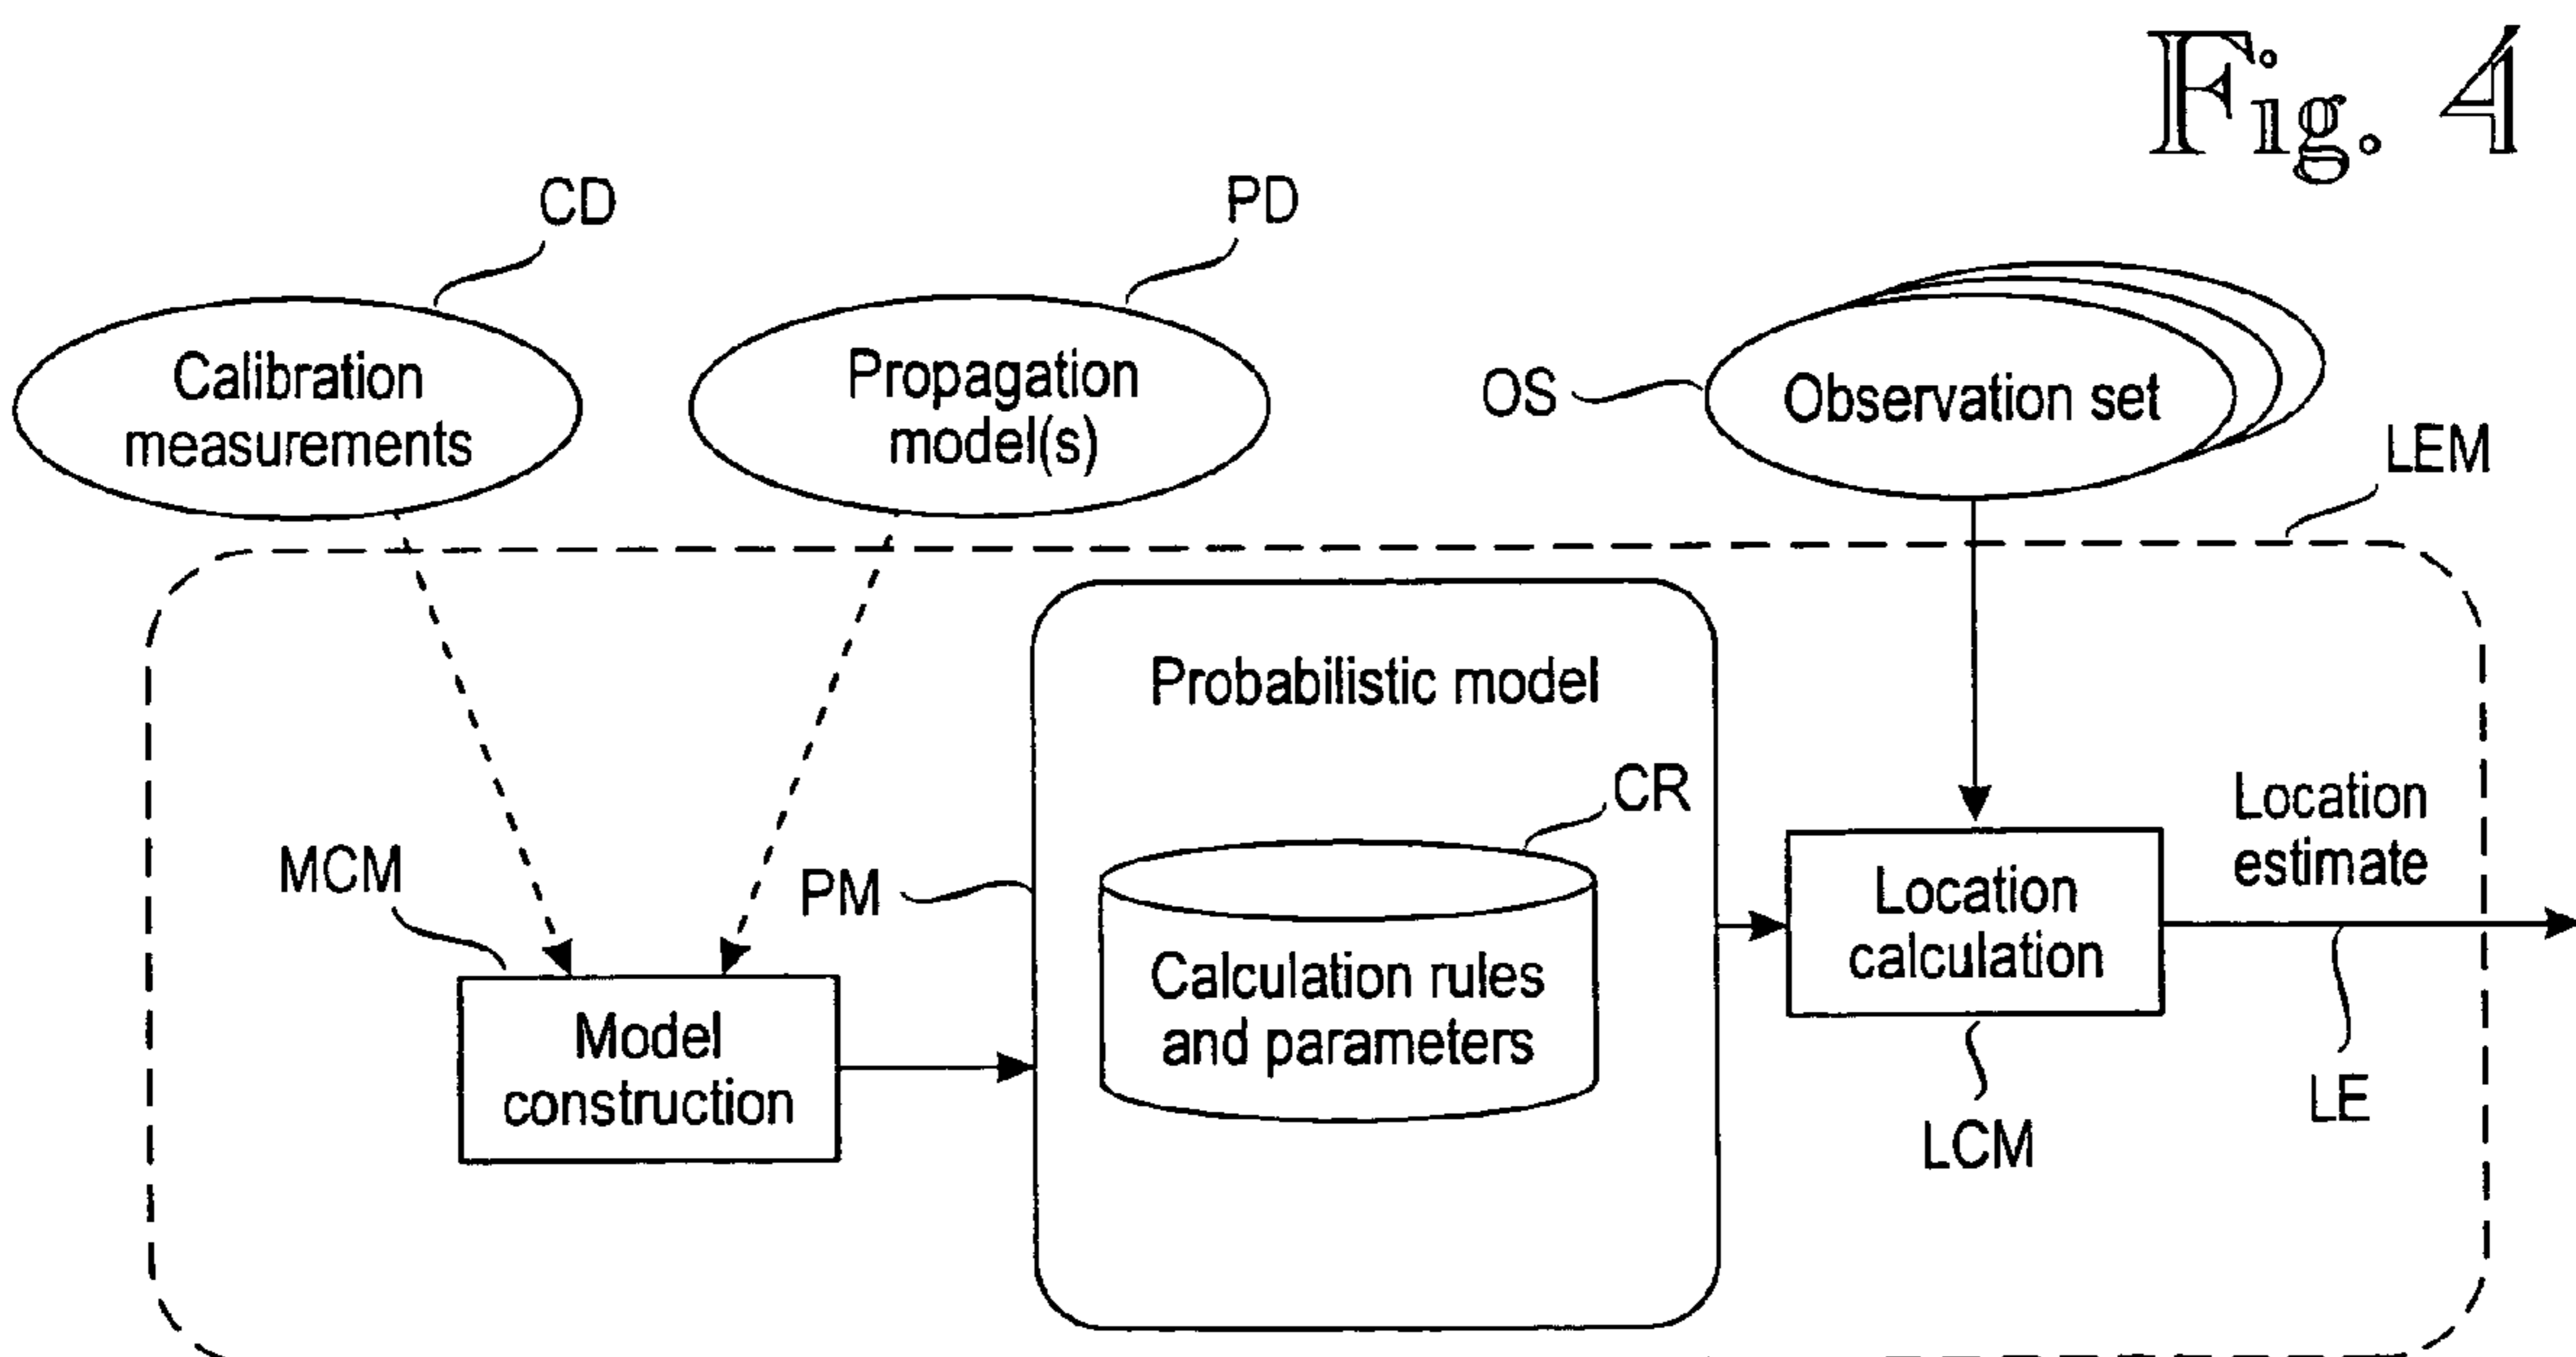 Fig. 4
CD
PD
Calibration
measurements
Propagation
model(s)
OS
Observation set
LEM
Probabilistic model
CR
MCM
PM
Calculation rules
and parameters
Location
calculation
Location
estimate
Model
construction
LCM
LE